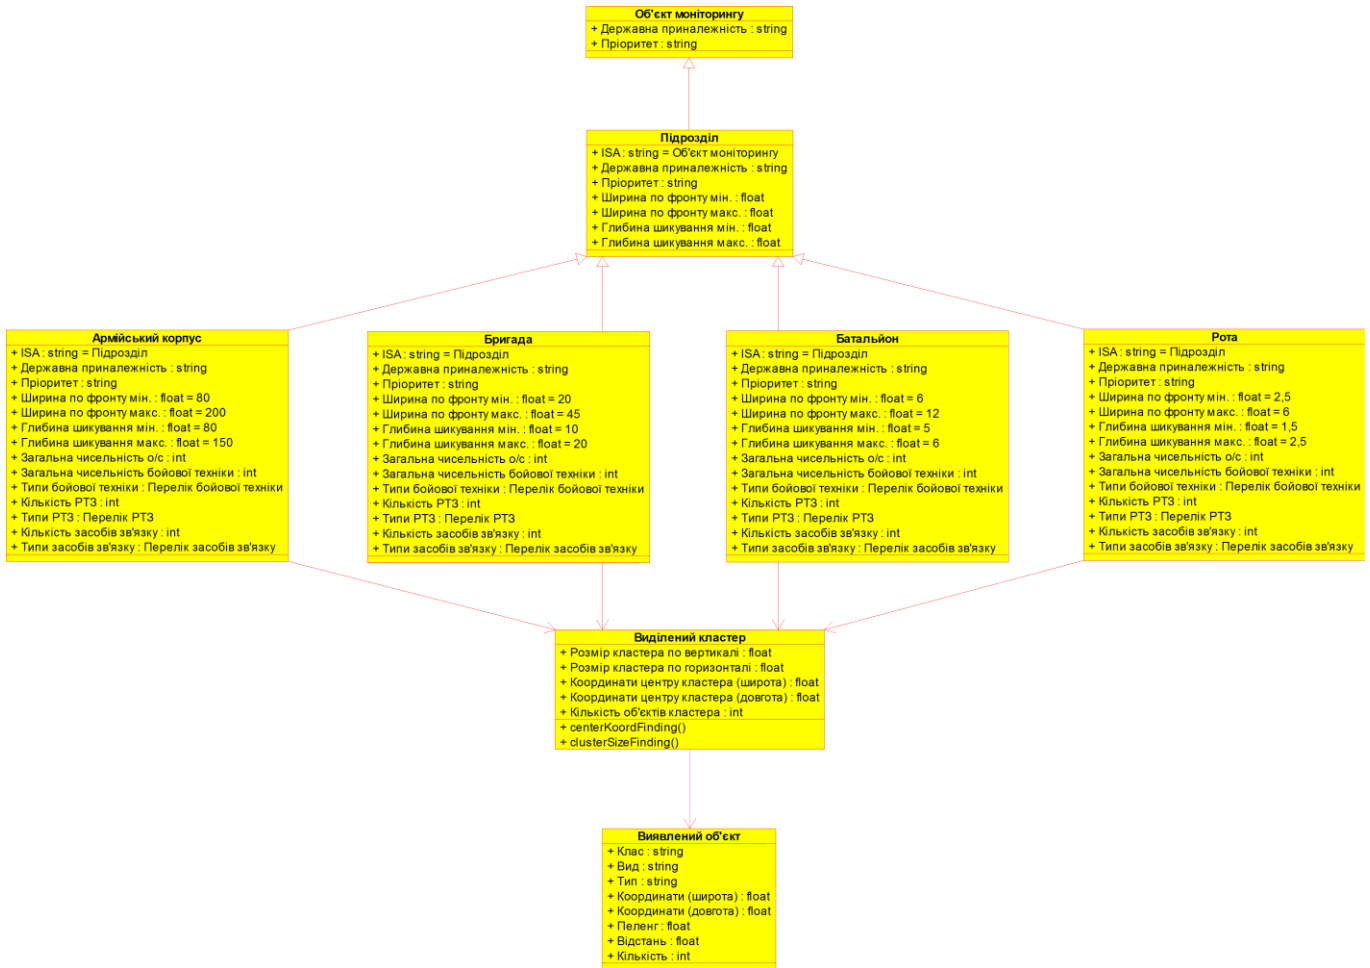 Об'єкт моніторингу
+ Державна приналежність : string
+ Пріоритет : string
Підрозділ
+ ISA : string = Об'єкт моніторингу
+ Державна приналежність : string
+ Пріоритет : string
+ Ширина по фронту мін. : float
+ Ширина по фронту макс. : float
+ Глибина шикування мін. : float
+ Глибина шикування макс. : float
Армійський корпус
+ ISA : string = Підрозділ
+ Державна приналежність : string
+ Пріоритет : string
+ Ширина по фронту мін. : float = 80
+ Ширина по фронту макс. : float = 200
+ Глибина шикування мін. : float = 80
+ Глибина шикування макс. : float = 150
+ Загальна чисельність о/с : int
+ Загальна чисельність бойової техніки : int
+ Типи бойової техніки : Перелік бойової техніки
+ Кількість РТЗ : int
+ Типи РТЗ : Перелік РТЗ
+ Кількість засобів зв'язку : int
+ Типи засобів зв'язку : Перелік засобів зв'язку
Бригада
+ ISA : string = Підрозділ
+ Державна приналежність : string
+ Пріоритет : string
+ Ширина по фронту мін. : float = 20
+ Ширина по фронту макс. : float = 45
+ Глибина шикування мін. : float = 10
+ Глибина шикування макс. : float = 20
+ Загальна чисельність о/с : int
+ Загальна чисельність бойової техніки : int
+ Типи бойової техніки : Перелік бойової техніки
+ Кількість РТЗ : int
+ Типи РТЗ : Перелік РТЗ
+ Кількість засобів зв'язку : int
+ Типи засобів зв'язку : Перелік засобів зв'язку
Батальйон
+ ISA : string = Підрозділ
+ Державна приналежність : string
+ Пріоритет : string
+ Ширина по фронту мін. : float = 6
+ Ширина по фронту макс. : float = 12
+ Глибина шикування мін. : float = 5
+ Глибина шикування макс. : float = 6
+ Загальна чисельність о/с : int
+ Загальна чисельність бойової техніки : int
+ Типи бойової техніки : Перелік бойової техніки
+ Кількість РТЗ : int
+ Типи РТЗ : Перелік РТЗ
+ Кількість засобів зв'язку : int
+ Типи засобів зв'язку : Перелік засобів зв'язку
Рота
+ ISA : string = Підрозділ
+ Державна приналежність : string
+ Пріоритет : string
+ Ширина по фронту мін. : float = 2,5
+ Ширина по фронту макс. : float = 6
+ Глибина шикування мін. : float = 1,5
+ Глибина шикування макс. : float = 2,5
+ Загальна чисельність о/с : int
+ Загальна чисельність бойової техніки : int
+ Типи бойової техніки : Перелік бойової техніки
+ Кількість РТЗ : int
+ Типи РТЗ : Перелік РТЗ
+ Кількість засобів зв'язку : int
+ Типи засобів зв'язку : Перелік засобів зв'язку
Виділений кластер
+ Розмір кластера по вертикалі : float
+ Розмір кластера по горизонталі : float
+ Координати центру кластера (широта) : float
+ Координати центру кластера (довгота) : float
+ Кількість об'єктів кластера : int
+ centerKoordFinding()
+ clusterSizeFinding()
Виявлений об'єкт
+ Клас : string
+ Вид : string
+ Тип : string
+ Координати (широта) : float
+ Координати (довгота) : float
+ Пеленг : float
+ Відстань : float
+ Кількість : int